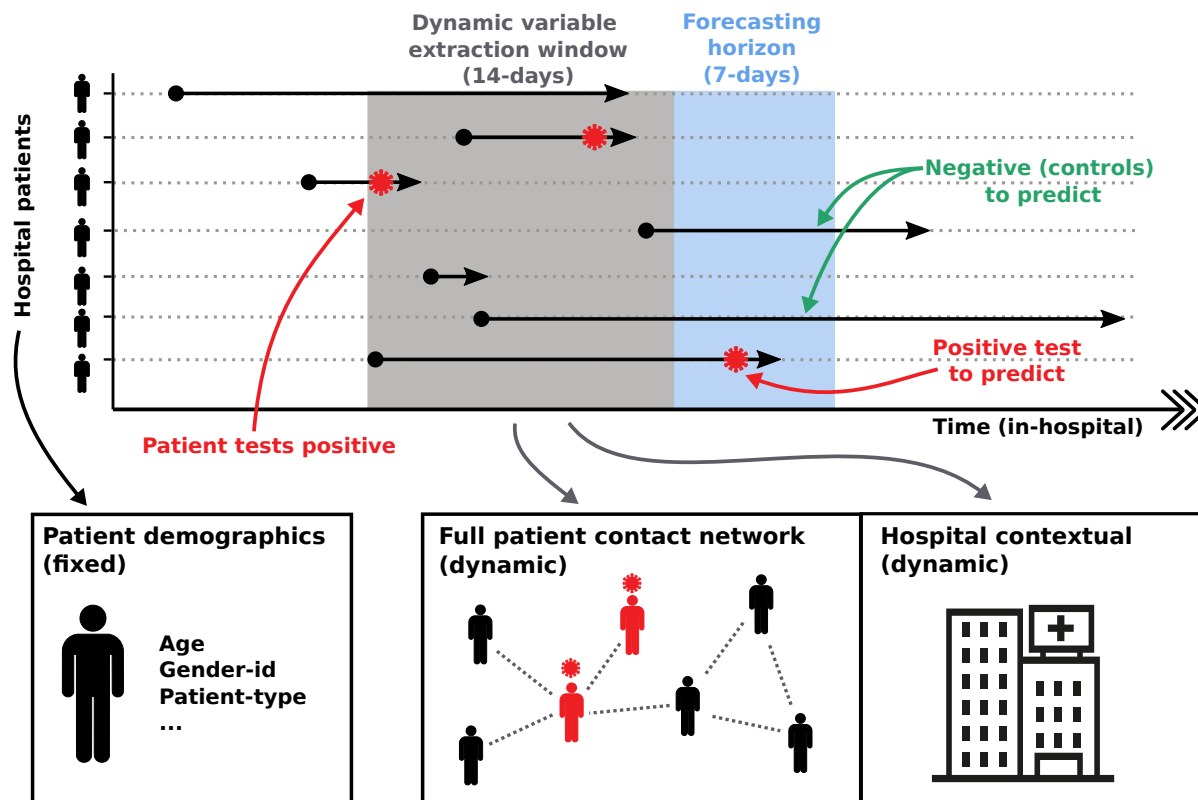 Dynamic variable
extraction window
(14-days)
Forecasting
horizon
(7-days)
Hospital patients
Negative (controls)
to predict
Positive test
to predict
Patient tests positive
Time (in-hospital)
Patient demographics
(fixed)
Age
Gender-id
Patient-type
...
Full patient contact network
(dynamic)
Hospital contextual
(dynamic)